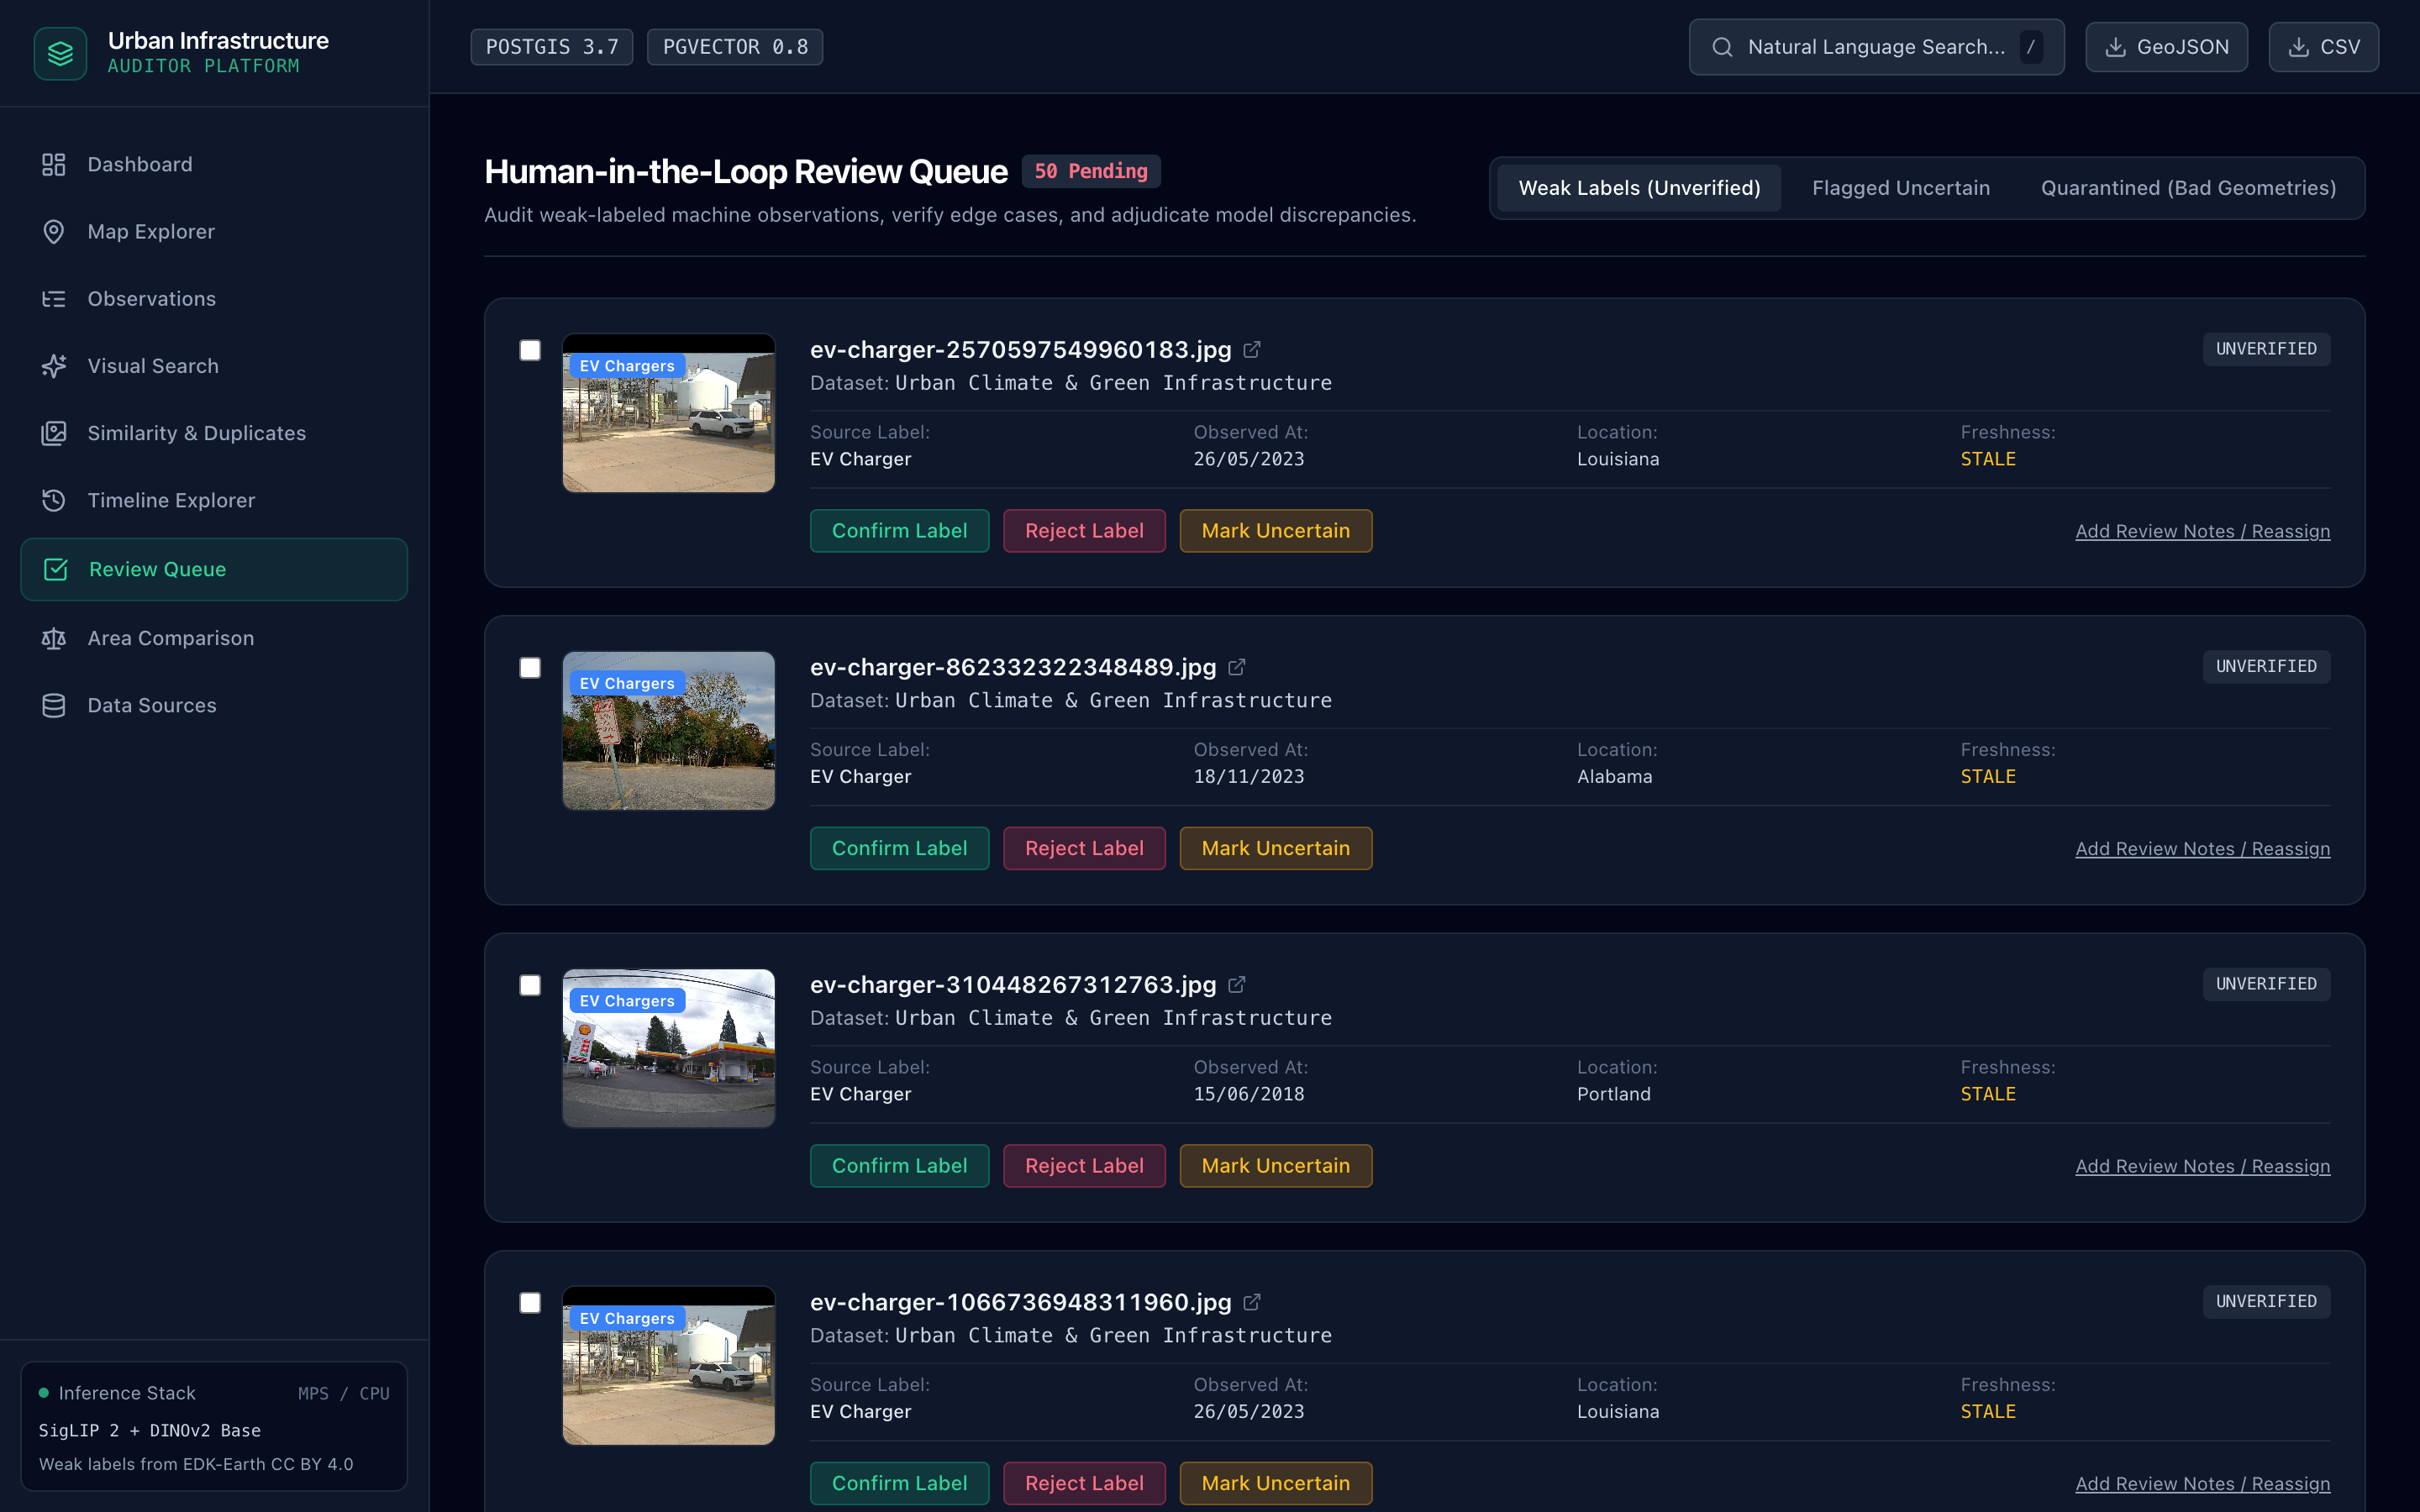 Urban Infrastructure
AUDITOR PLATFORM
POSTGIS 3.7
PGVECTOR 0.8
Natural Language Search... /
GeoJSON
CSV
Dashboard
Map Explorer
Observations
Visual Search
Similarity & Duplicates
Timeline Explorer
Review Queue
Area Comparison
Data Sources
Inference Stack MPS / CPU
SigLIP 2 + DINOv2 Base
Weak labels from EDK-Earth CC BY 4.0
Human-in-the-Loop Review Queue 50 Pending
Audit weak-labeled machine observations, verify edge cases, and adjudicate model discrepancies.
Weak Labels (Unverified) Flagged Uncertain Quarantined (Bad Geometries)
EV Chargers
ev-charger-2570597549960183.jpg UNVERIFIED
Dataset: Urban Climate & Green Infrastructure
Source Label: Observed At: Location: Freshness:
EV Charger 26/05/2023 Louisiana STALE
Confirm Label Reject Label Mark Uncertain Add Review Notes / Reassign
EV Chargers
ev-charger-862332322348489.jpg UNVERIFIED
Dataset: Urban Climate & Green Infrastructure
Source Label: Observed At: Location: Freshness:
EV Charger 18/11/2023 Alabama STALE
Confirm Label Reject Label Mark Uncertain Add Review Notes / Reassign
EV Chargers
ev-charger-310448267312763.jpg UNVERIFIED
Dataset: Urban Climate & Green Infrastructure
Source Label: Observed At: Location: Freshness:
EV Charger 15/06/2018 Portland STALE
Confirm Label Reject Label Mark Uncertain Add Review Notes / Reassign
EV Chargers
ev-charger-1066736948311960.jpg UNVERIFIED
Dataset: Urban Climate & Green Infrastructure
Source Label: Observed At: Location: Freshness:
EV Charger 26/05/2023 Louisiana STALE
Confirm Label Reject Label Mark Uncertain Add Review Notes / Reassign